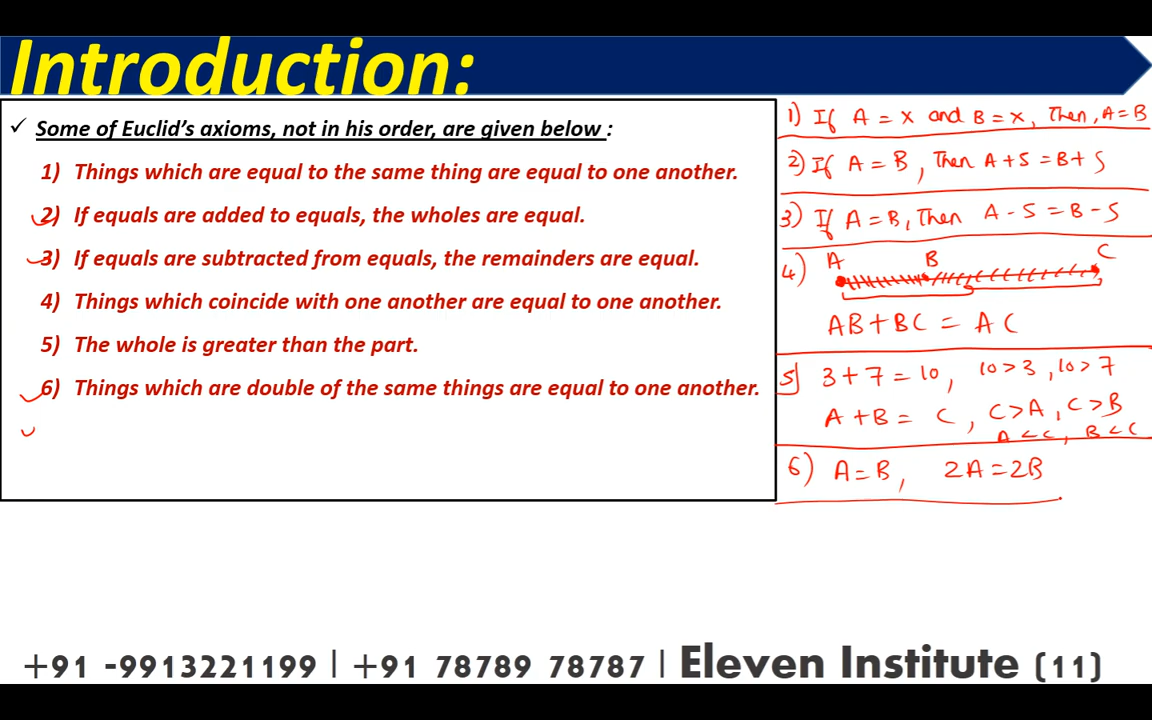 Introduction:
✓ Some of Euclid's axioms, not in his order, are given below :
1) Things which are equal to the same thing are equal to one another.
2) If equals are added to equals, the wholes are equal.
3) If equals are subtracted from equals, the remainders are equal.
4) Things which coincide with one another are equal to one another.
5) The whole is greater than the part.
6) Things which are double of the same things are equal to one another.
1) If A = x and B = x, Then, A = B
2) If A = B, Then A + 5 = B + 5
3) If A = B, Then A - 5 = B - 5
4) A B C
AB + BC = AC
5) 3 + 7 = 10, 10 > 3, 10 > 7
A + B = C, C > A, C > B
A < C, B < C
6) A = B, 2A = 2B
+91 -9913221199 | +91 78789 78787 | Eleven Institute (11)